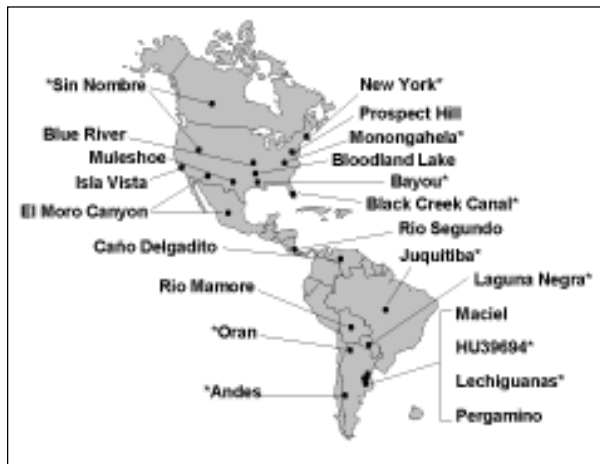 *Sin Nombre
New York*
Prospect Hill
Blue River
Monongahela*
Muleshoe
Bloodland Lake
Isla Vista
Bayou*
El Moro Canyon
Black Creek Canal*
Rio Segundo
Caño Delgadito
Juquitiba*
Laguna Negra*
Rio Mamore
Maciel
*Oran
HU39694*
Lechiguanas*
*Andes
Pergamino